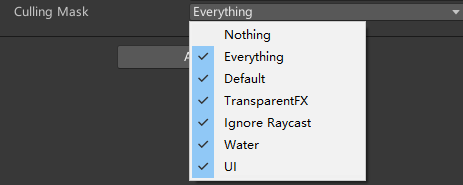 Culling Mask Everything
Nothing
Everything
Default
TransparentFX
Ignore Raycast
Water
UI